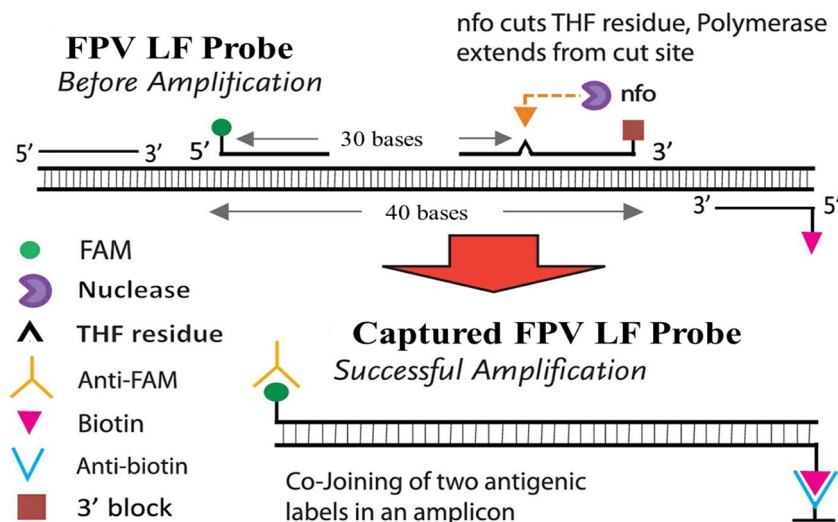 FPV LF Probe
Before Amplification
nfo cuts THF residue, Polymerase
extends from cut site
nfo
30 bases
5’ 3’ 5’ 3’
40 bases
3’ 5’
FAM
Nuclease
THF residue
Anti-FAM
Biotin
Anti-biotin
3’ block
Captured FPV LF Probe
Successful Amplification
Co-Joining of two antigenic
labels in an amplicon